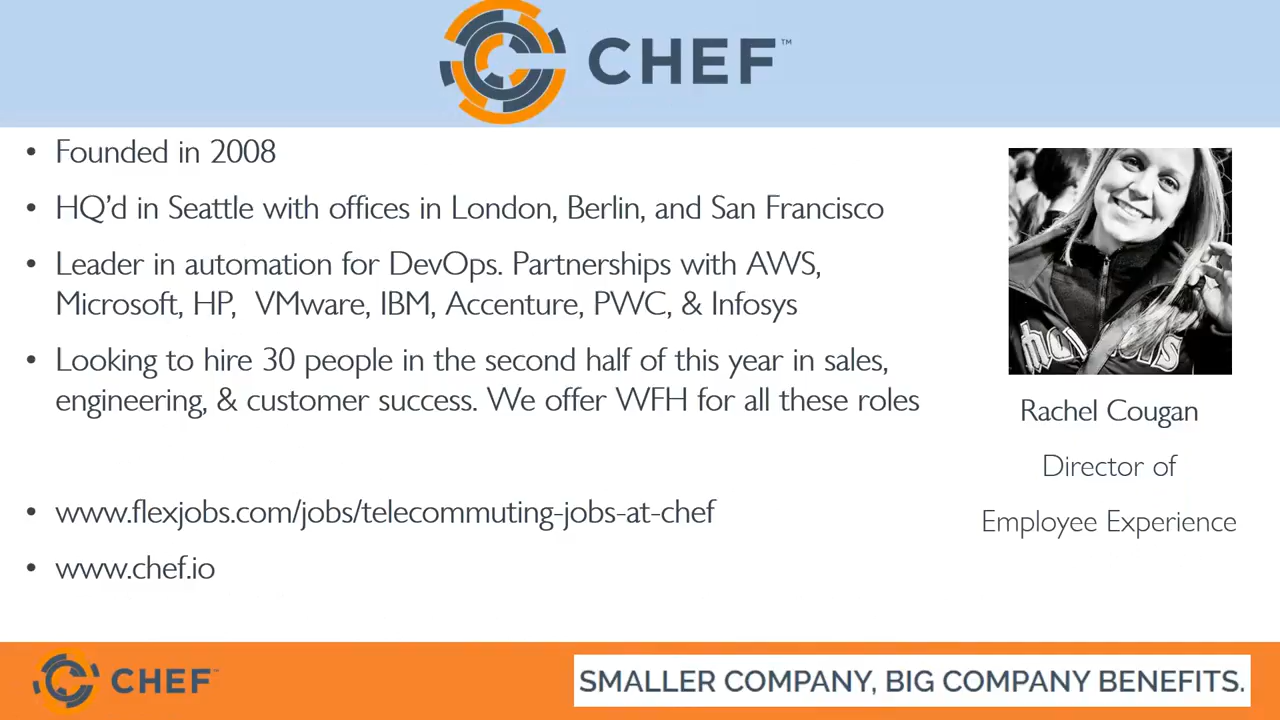 CHEF™
• Founded in 2008
• HQ'd in Seattle with offices in London, Berlin, and San Francisco
• Leader in automation for DevOps. Partnerships with AWS,
Microsoft, HP, VMware, IBM, Accenture, PWC, & Infosys
• Looking to hire 30 people in the second half of this year in sales,
engineering, & customer success. We offer WFH for all these roles
• www.flexjobs.com/jobs/telecommuting-jobs-at-chef
• www.chef.io
Rachel Cougan
Director of
Employee Experience
CHEF™
SMALLER COMPANY, BIG COMPANY BENEFITS.